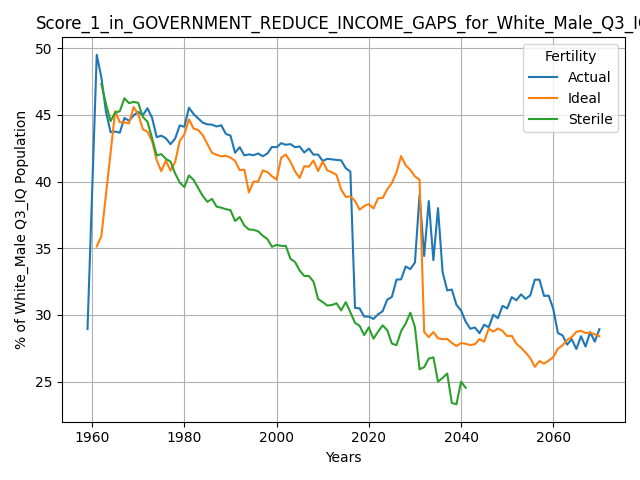 Score_1_in_GOVERNMENT_REDUCE_INCOME_GAPS_for_White_Male_Q3_IQ
% of White_Male Q3_IQ Population
50
45
40
35
30
25
Fertility
Actual
Ideal
Sterile
1960 1980 2000 2020 2040 2060
Years